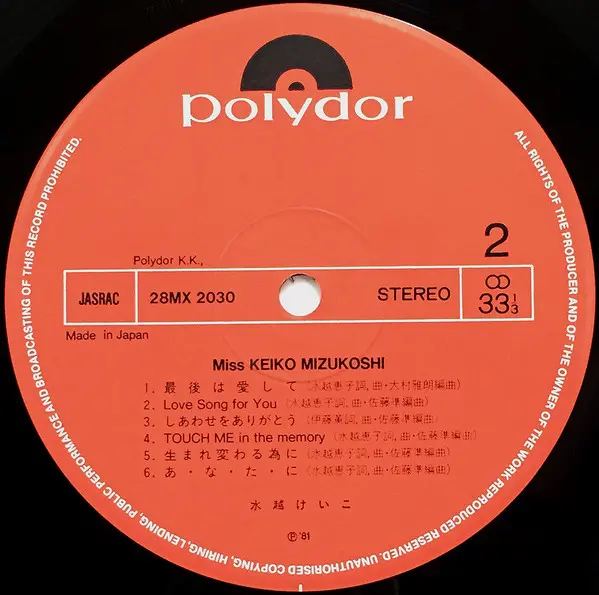 polydor
ALL RIGHTS OF THE PRODUCER AND OF THE OWNER OF THE WORK REPRODUCED RESERVED. UNAUTHORISED COPYING, HIRING, LENDING, PUBLIC PERFORMANCE AND BROADCASTING OF THIS RECORD PROHIBITED.
2
Polydor K.K.,
JASRAC 28MX 2030 STEREO 33 1/3
Made in Japan
Miss KEIKO MIZUKOSHI
1. 最後は愛して(水越恵子詞,曲・大村雅朗編曲)
2. Love Song for You (水越恵子詞,曲・佐藤準編曲)
3. しあわせをありがとう (伊藤薫詞,曲・佐藤準編曲)
4. TOUCH ME in the memory (水越恵子詞,曲・佐藤準編曲)
5. 生まれ変わる為に(水越恵子詞,曲・佐藤準編曲)
6. あ・な・た・に(水越恵子詞,曲・佐藤準編曲)
水越けいこ
℗'81